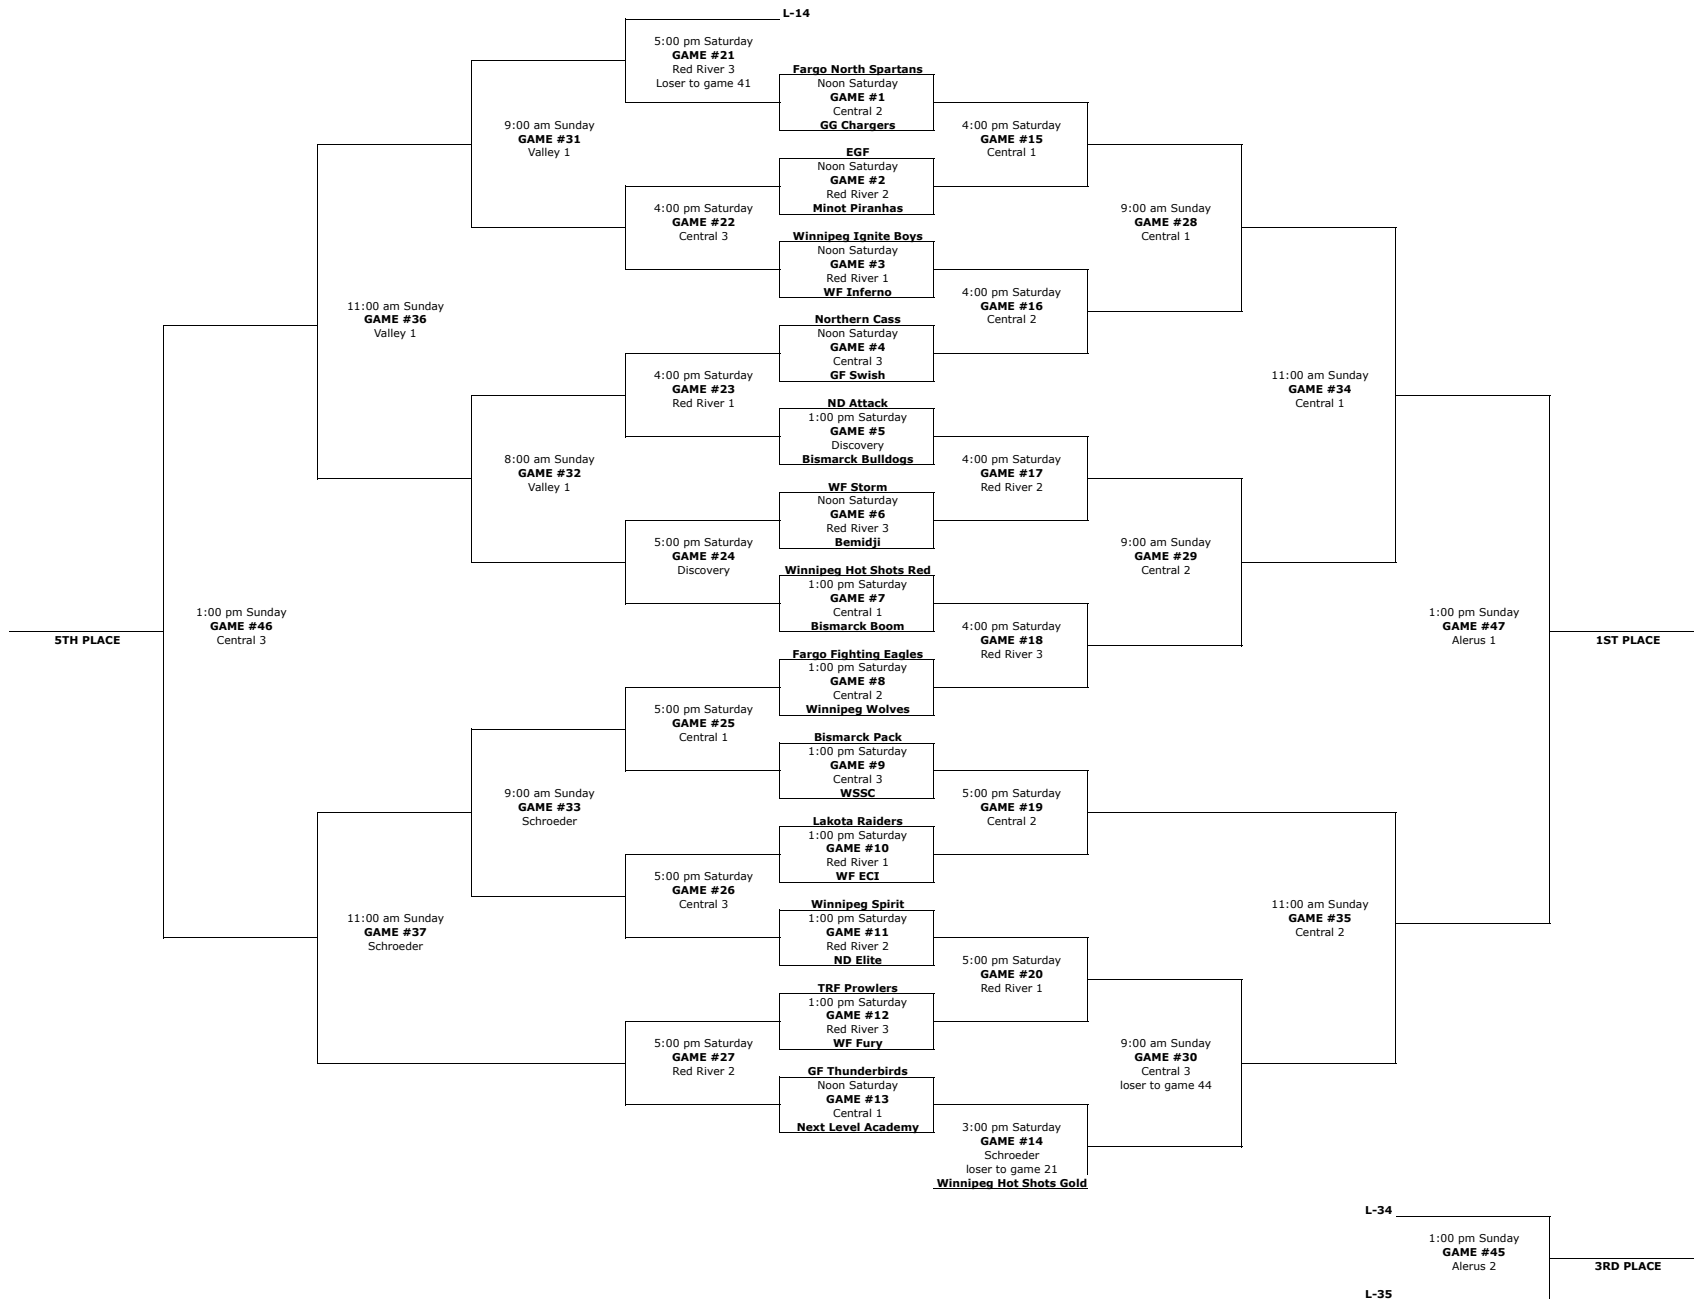 L-14
5:00 pm Saturday
GAME #21
Red River 3
Loser to game 41
Fargo North Spartans
Noon Saturday
GAME #1
Central 2
GG Chargers
9:00 am Sunday
GAME #31
Valley 1
4:00 pm Saturday
GAME #15
Central 1
EGF
Noon Saturday
GAME #2
Red River 2
Minot Piranhas
4:00 pm Saturday
GAME #22
Central 3
9:00 am Sunday
GAME #28
Central 1
Winnipeg Ignite Boys
Noon Saturday
GAME #3
Red River 1
WF Inferno
11:00 am Sunday
GAME #36
Valley 1
4:00 pm Saturday
GAME #16
Central 2
Northern Cass
Noon Saturday
GAME #4
Central 3
GF Swish
4:00 pm Saturday
GAME #23
Red River 1
11:00 am Sunday
GAME #34
Central 1
ND Attack
1:00 pm Saturday
GAME #5
Discovery
Bismarck Bulldogs
8:00 am Sunday
GAME #32
Valley 1
4:00 pm Saturday
GAME #17
Red River 2
WF Storm
Noon Saturday
GAME #6
Red River 3
Bemidji
5:00 pm Saturday
GAME #24
Discovery
9:00 am Sunday
GAME #29
Central 2
Winnipeg Hot Shots Red
1:00 pm Saturday
GAME #7
Central 1
Bismarck Boom
5TH PLACE
1:00 pm Sunday
GAME #46
Central 3
4:00 pm Saturday
GAME #18
Red River 3
1:00 pm Sunday
GAME #47
Alerus 1
1ST PLACE
Fargo Fighting Eagles
1:00 pm Saturday
GAME #8
Central 2
Winnipeg Wolves
5:00 pm Saturday
GAME #25
Central 1
Bismarck Pack
1:00 pm Saturday
GAME #9
Central 3
WSSC
9:00 am Sunday
GAME #33
Schroeder
5:00 pm Saturday
GAME #19
Central 2
Lakota Raiders
1:00 pm Saturday
GAME #10
Red River 1
WF ECI
5:00 pm Saturday
GAME #26
Central 3
11:00 am Sunday
GAME #37
Schroeder
Winnipeg Spirit
1:00 pm Saturday
GAME #11
Red River 2
ND Elite
11:00 am Sunday
GAME #35
Central 2
5:00 pm Saturday
GAME #20
Red River 1
TRF Prowlers
1:00 pm Saturday
GAME #12
Red River 3
WF Fury
5:00 pm Saturday
GAME #27
Red River 2
9:00 am Sunday
GAME #30
Central 3
loser to game 44
GF Thunderbirds
Noon Saturday
GAME #13
Central 1
Next Level Academy
3:00 pm Saturday
GAME #14
Schroeder
loser to game 21
Winnipeg Hot Shots Gold
L-34
1:00 pm Sunday
GAME #45
Alerus 2
3RD PLACE
L-35